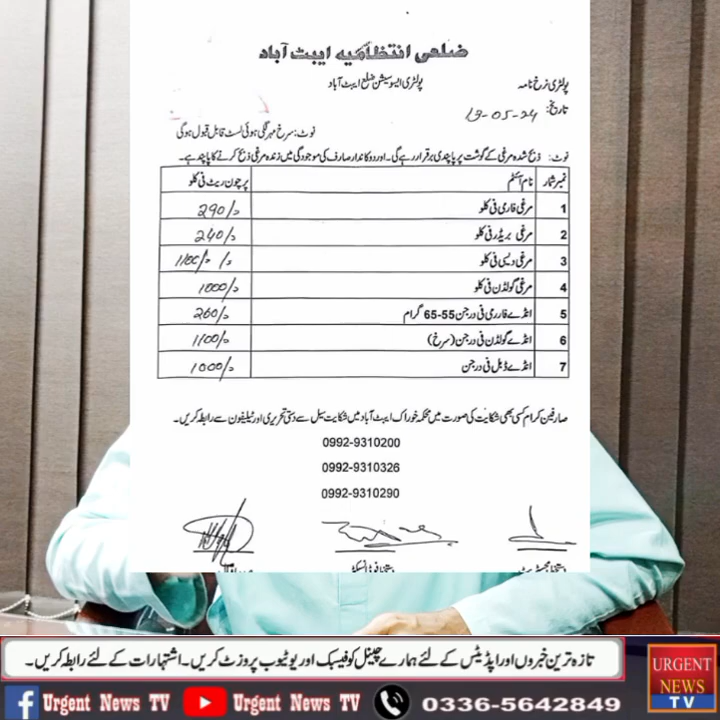 ضلعی انتظامیہ ایبٹ آباد
پولٹری نرخ نامہ
پولٹری ایسوسیشن ضلع ایبٹ آباد
تاریخ: 19-05-24
نوٹ: سرخ مہر لگی ہوئی لسٹ قابل قبول ہوگی
نوٹ: ذبح شدہ مرغی کے گوشت پر پابندی برقرار رہے گی۔ اور دوکاندار صارف کی موجودگی میں زندہ مرغی ذبح کرنے کا پابند ہے۔
نمبر شمار نام آئٹم پرچون ریٹ فی کلو
1 مرغی فارمی فی کلو 290/-
2 مرغی بریڈر فی کلو 240/-
3 مرغی دیسی فی کلو 1100/-
4 مرغی گولڈن فی کلو 1000/-
5 انڈے فارمی فی درجن 55-65 گرام 260/-
6 انڈے گولڈن فی درجن (سرخ) 1100/-
7 انڈے ڈبل فی درجن 1000/-
صارفین کرام کسی بھی شکایت کی صورت میں محکمہ خوراک ایبٹ آباد میں شکایت سیل سے دستی تحریری اور ٹیلیفون سے رابطہ کریں۔
0992-9310200
0992-9310326
0992-9310290
تازہ ترین خبروں اور اپڈیٹس کے لئے ہمارے چینل کو فیسبک اور یوٹیوب پر وزٹ کریں۔ اشتہارات کے لئے رابطہ کریں۔
URGENT
NEWS
TV
Urgent News TV Urgent News TV 0336-5642849